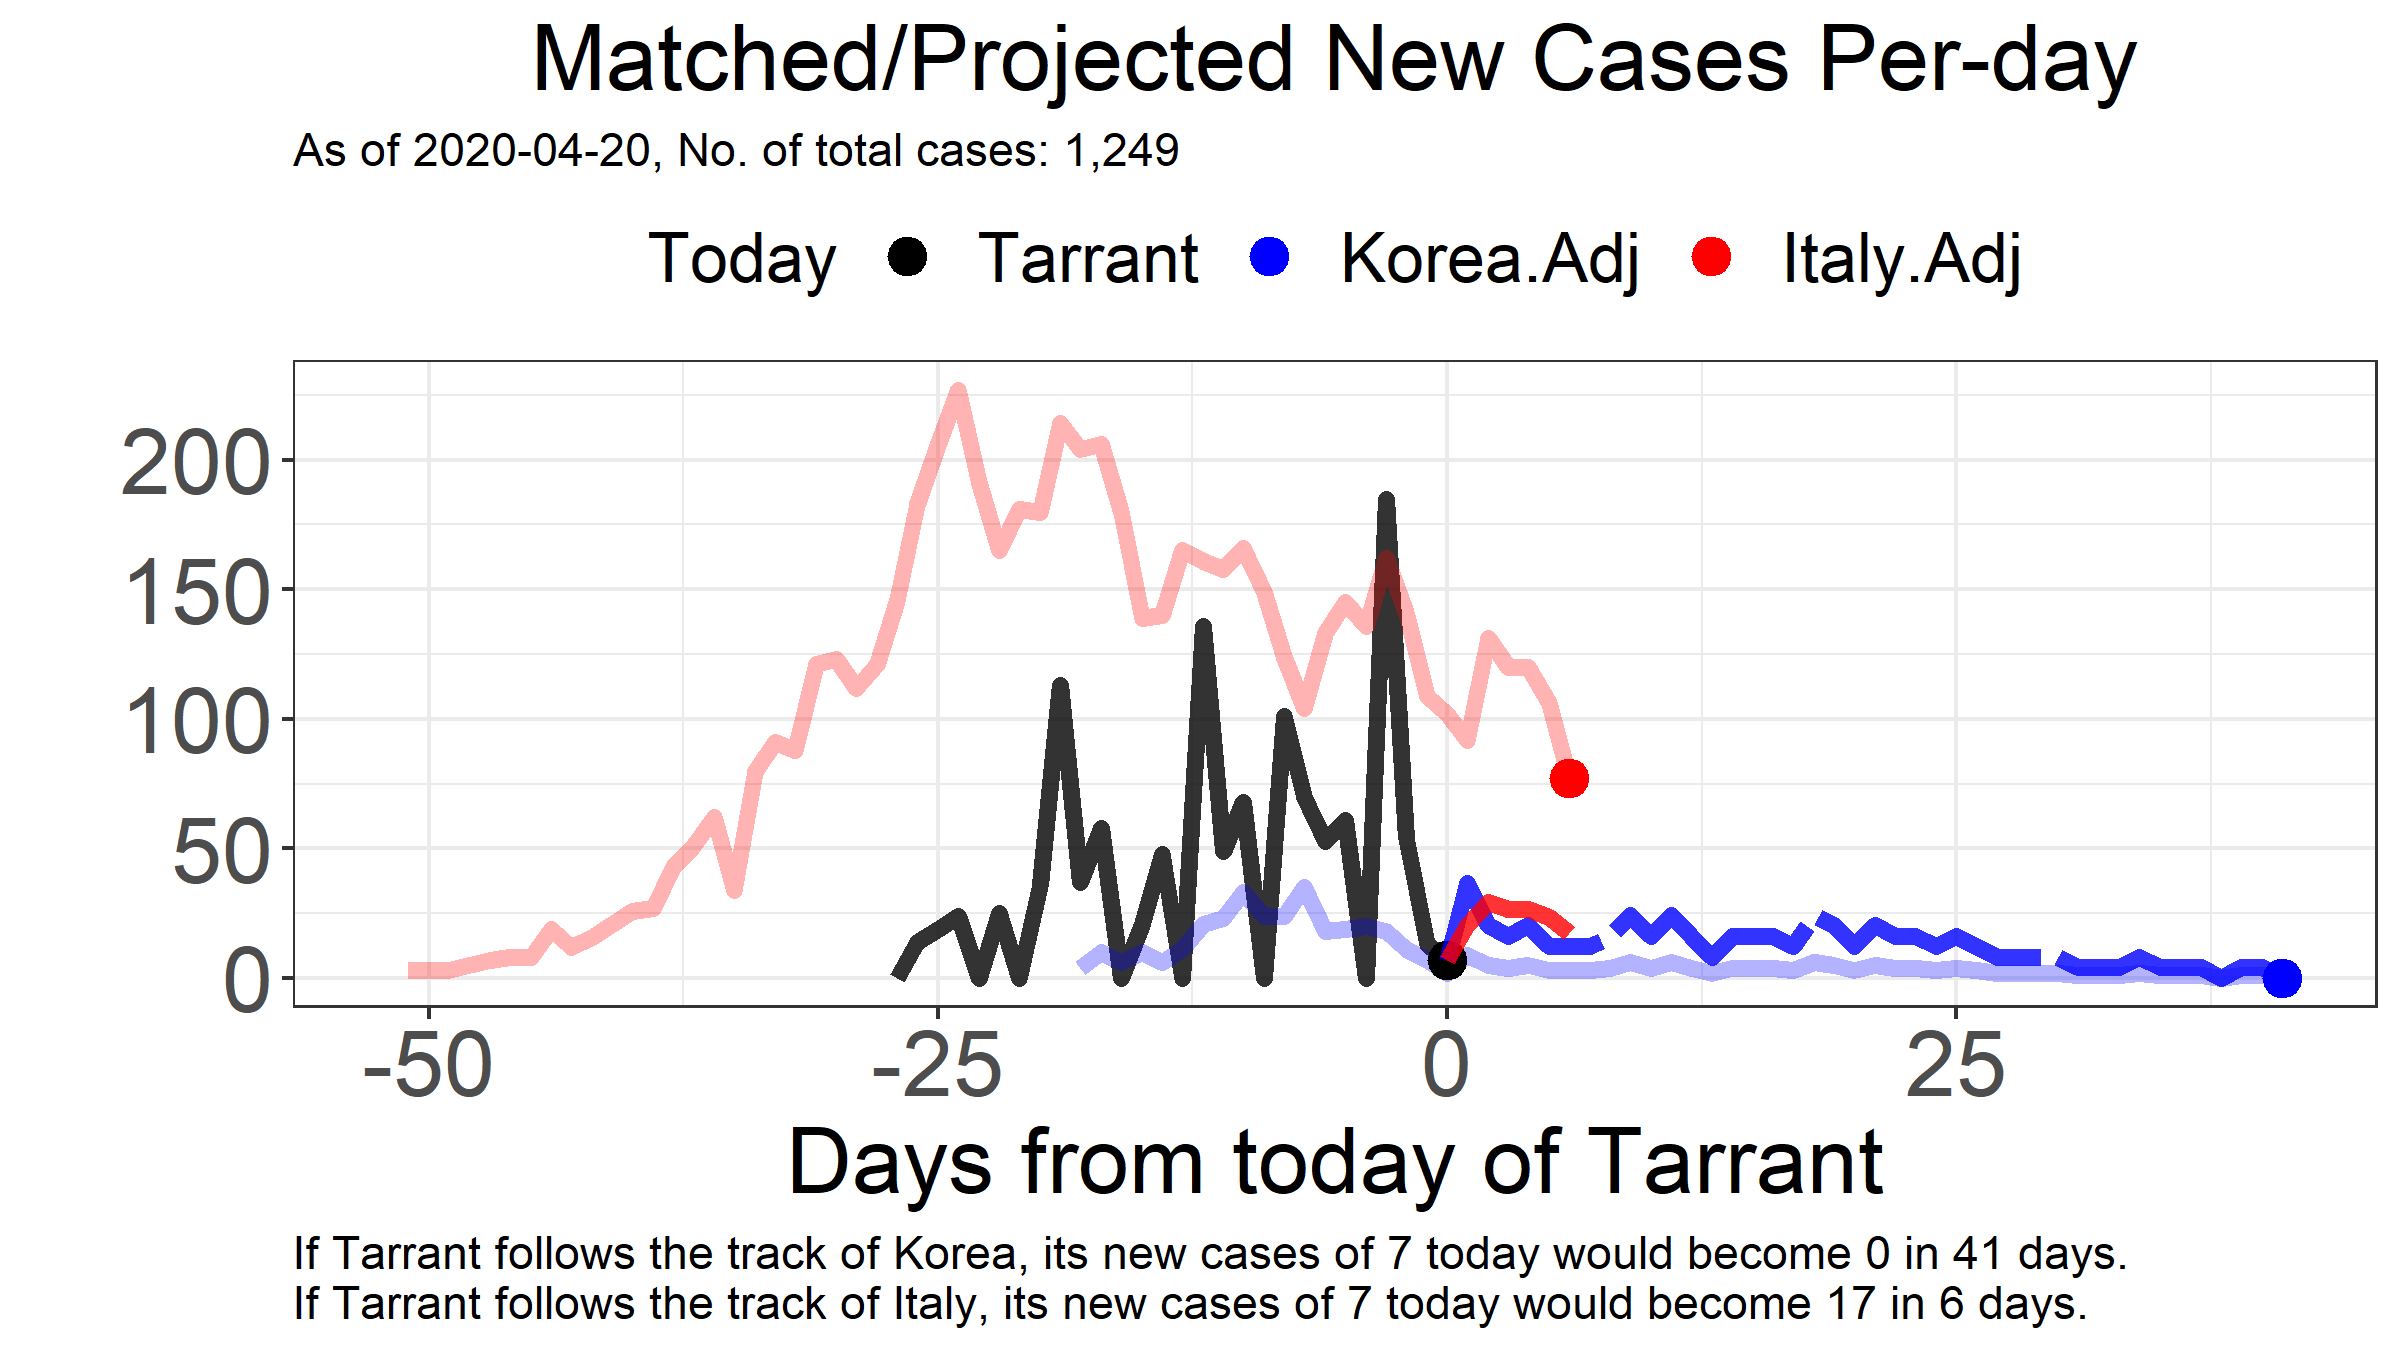 Matched/Projected New Cases Per-day
As of 2020-04-20, No. of total cases: 1,249
Today Tarrant Korea.Adj Italy.Adj
200
150
100
50
0
-50 -25 0 25
Days from today of Tarrant
If Tarrant follows the track of Korea, its new cases of 7 today would become 0 in 41 days.
If Tarrant follows the track of Italy, its new cases of 7 today would become 17 in 6 days.